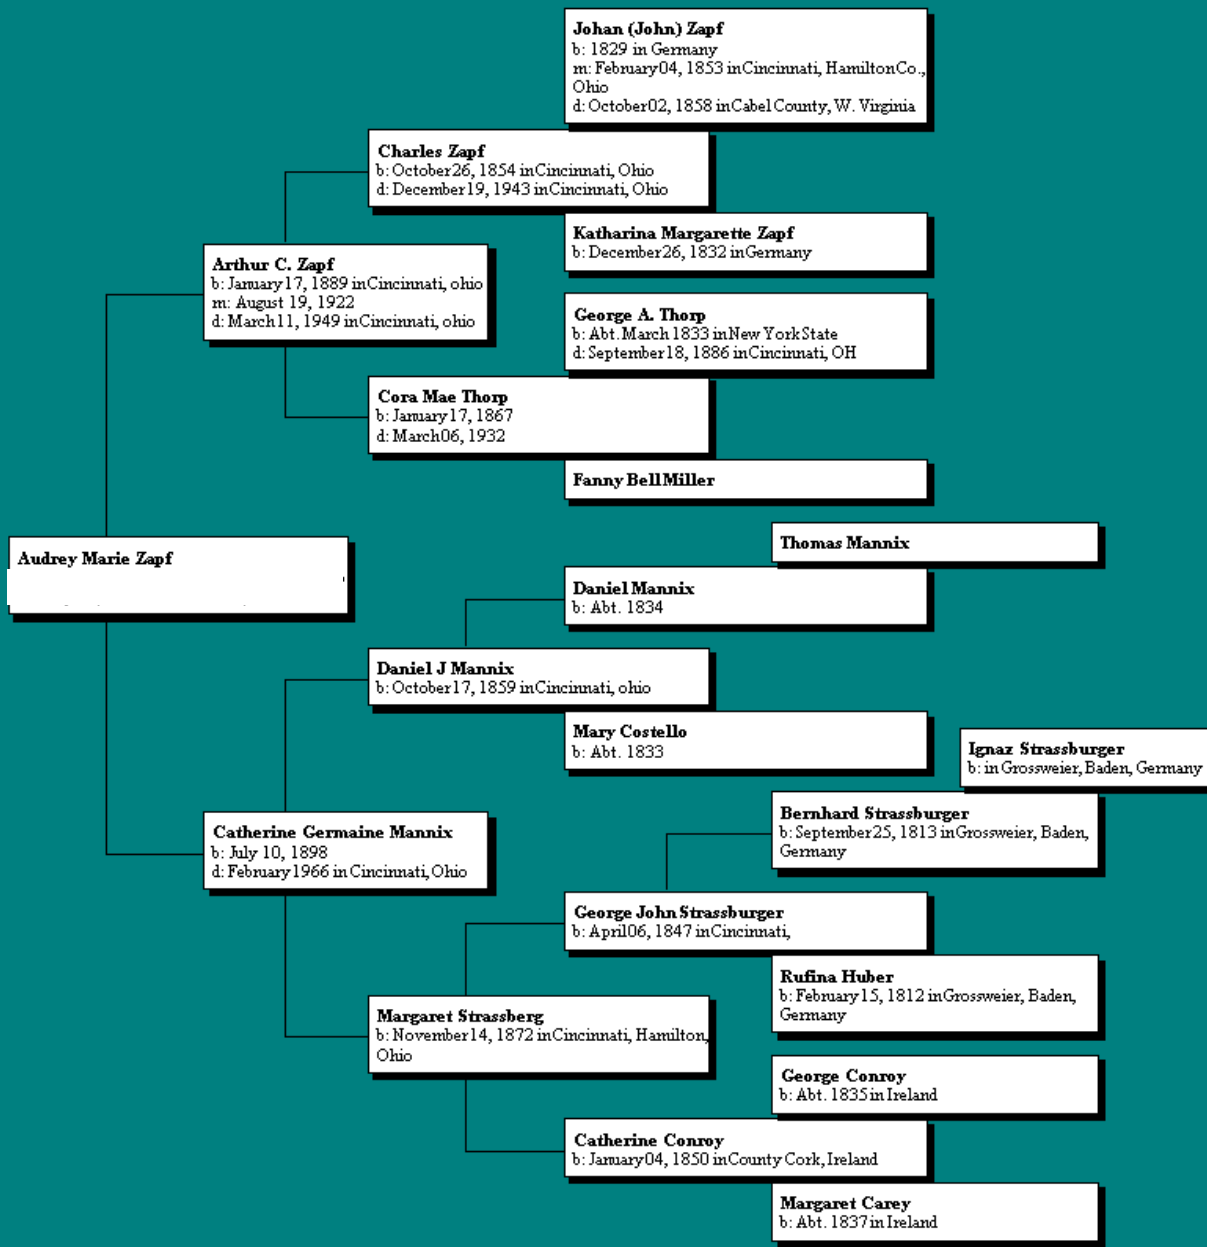 Johan (John) Zapf
b: 1829 in Germany
m: February 04, 1853 in Cincinnati, Hamilton Co.,
Ohio
d: October 02, 1858 in Cabel County, W. Virginia
Charles Zapf
b: October 26, 1854 in Cincinnati, Ohio
d: December 19, 1943 in Cincinnati, Ohio
Katharina Margarette Zapf
b: December 26, 1832 in Germany
Arthur C. Zapf
b: January 17, 1889 in Cincinnati, ohio
m: August 19, 1922
d: March 11, 1949 in Cincinnati, ohio
George A. Thorp
b: Abt. March 1833 in New York State
d: September 18, 1886 in Cincinnati, OH
Cora Mae Thorp
b: January 17, 1867
d: March 06, 1932
Fanny Bell Miller
Audrey Marie Zapf
Thomas Mannix
Daniel Mannix
b: Abt. 1834
Daniel J Mannix
b: October 17, 1859 in Cincinnati, ohio
Mary Costello
b: Abt. 1833
Ignaz Strassburger
b: in Grossweier, Baden, Germany
Catherine Germaine Mannix
b: July 10, 1898
d: February 1966 in Cincinnati, Ohio
Bernhard Strassburger
b: September 25, 1813 in Grossweier, Baden,
Germany
George John Strassburger
b: April 06, 1847 in Cincinnati,
Rufina Huber
b: February 15, 1812 in Grossweier, Baden,
Germany
Margaret Strassberg
b: November 14, 1872 in Cincinnati, Hamilton,
Ohio
George Conroy
b: Abt. 1835 in Ireland
Catherine Conroy
b: January 04, 1850 in County Cork, Ireland
Margaret Carey
b: Abt. 1837 in Ireland